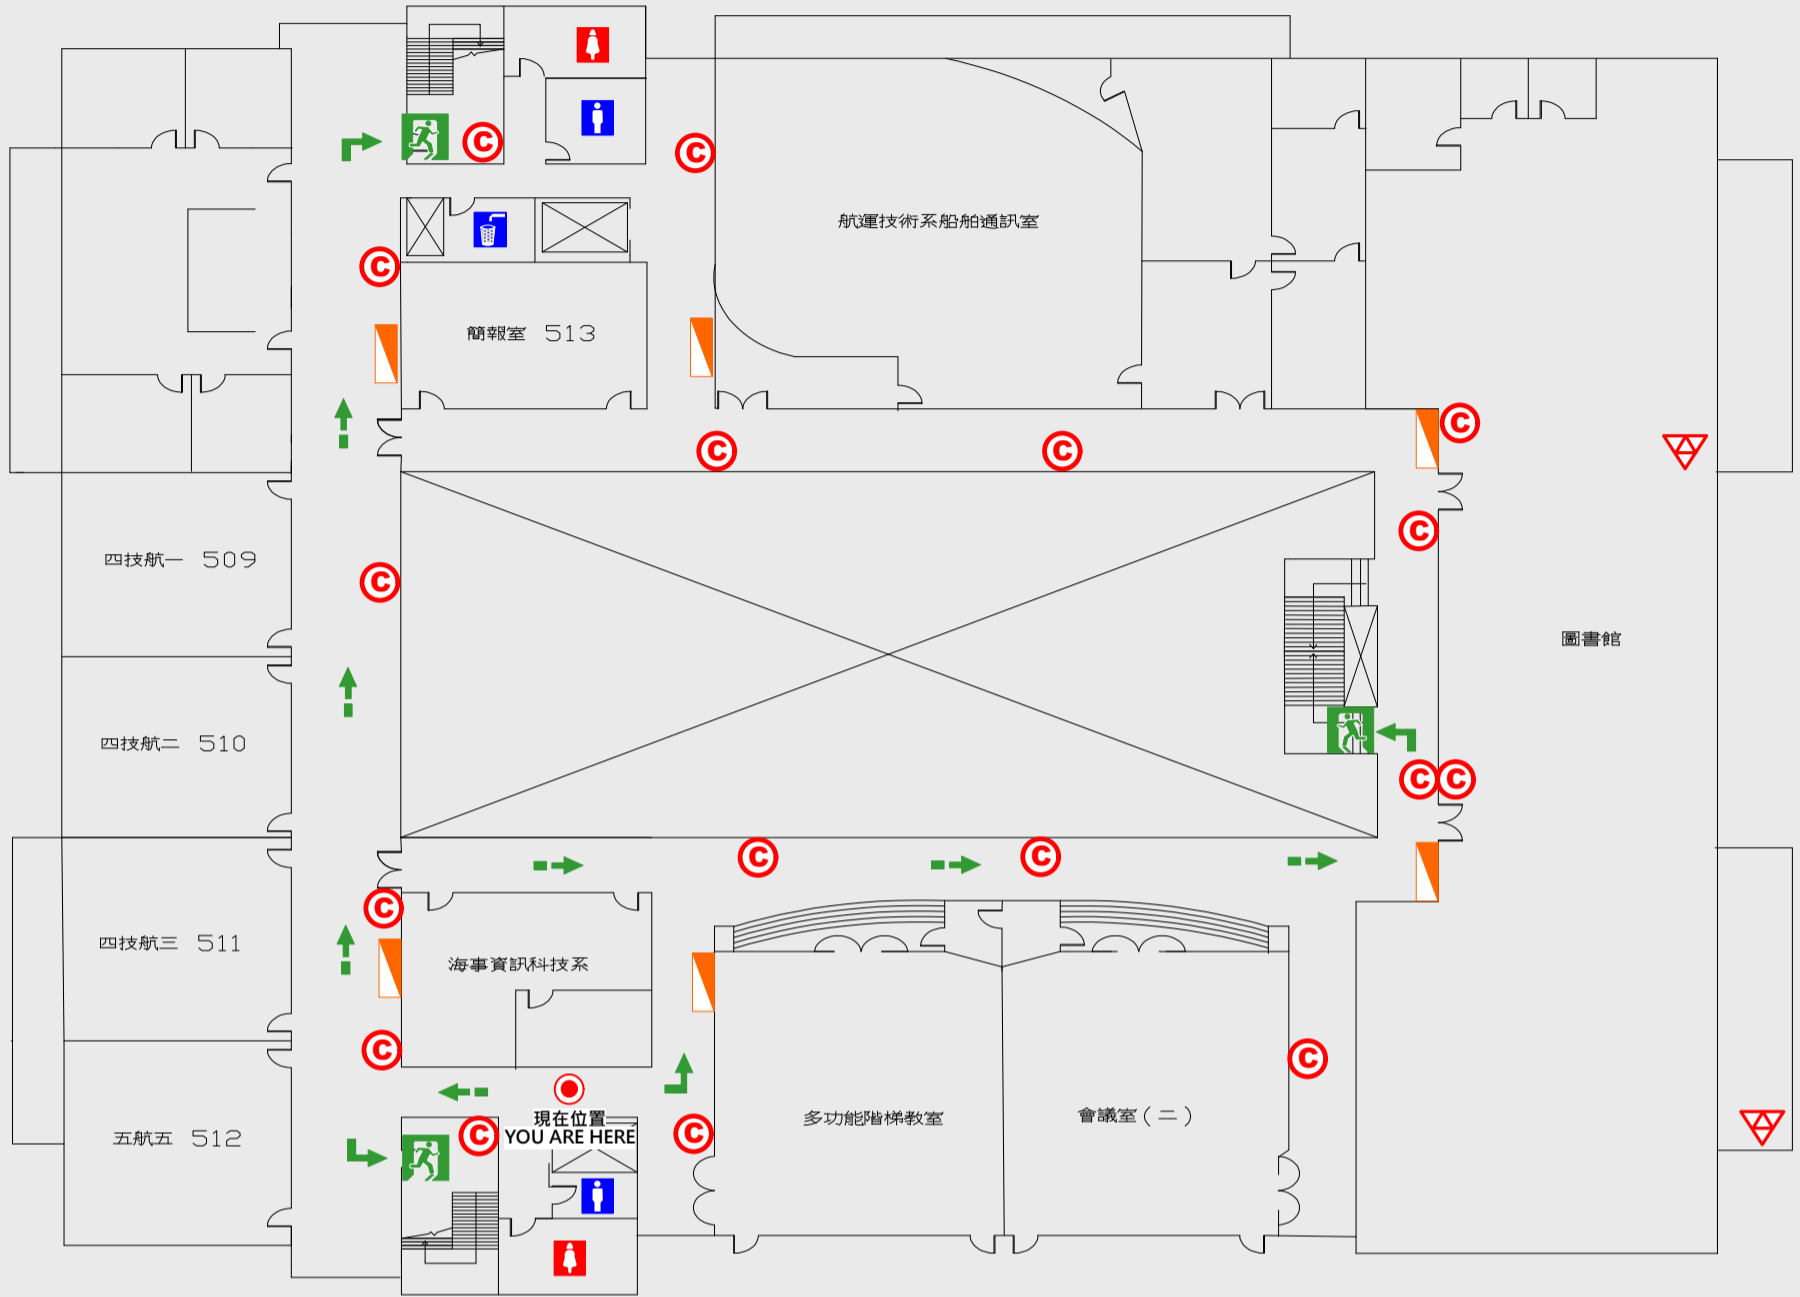 C
C
航運技術系船舶通訊室
C
簡報室 513
C
C
C
四技航一 509
C
C
圖書館
四技航二 510
C
C
C
C
C
四技航三 511
海事資訊科技系
C
C
現在位置
YOU ARE HERE
多功能階梯教室
會議室(二)
五航五 512
C
C